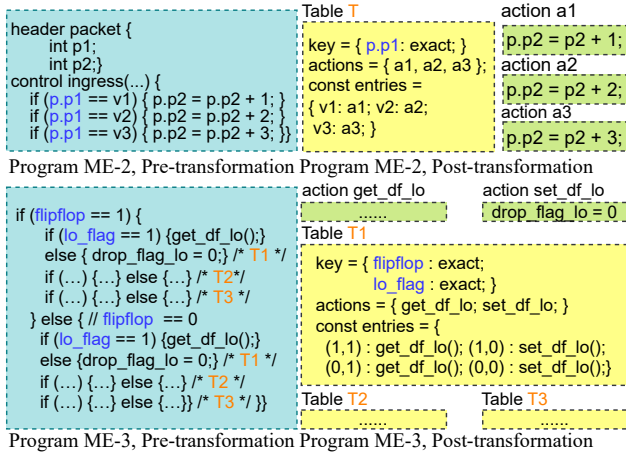 header packet {
int p1;
int p2;}
control ingress(...) {
if (p.p1 == v1) { p.p2 = p.p2 + 1; }
if (p.p1 == v2) { p.p2 = p.p2 + 2; }
if (p.p1 == v3) { p.p2 = p.p2 + 3; }}
Table T
key = { p.p1: exact; }
actions = { a1, a2, a3 };
const entries =
{ v1: a1; v2: a2;
v3: a3; }
action a1
p.p2 = p2 + 1;
action a2
p.p2 = p2 + 2;
action a3
p.p2 = p2 + 3;
Program ME-2, Pre-transformation Program ME-2, Post-transformation
if (flipflop == 1) {
if (lo_flag == 1) {get_df_lo();}
else { drop_flag_lo = 0;} /* T1 */
if (...) {...} else {...} /* T2*/
if (...) {...} else {...} /* T3 */
} else { // flipflop == 0
if (lo_flag == 1) {get_df_lo();}
else {drop_flag_lo = 0;} /* T1 */
if (...) {...} else {...} /* T2 */
if (...) {...} else {...}} /* T3 */ }}
action get_df_lo
......
action set_df_lo
drop_flag_lo = 0
Table T1
key = { flipflop : exact;
lo_flag : exact; }
actions = { get_df_lo; set_df_lo; }
const entries = {
(1,1) : get_df_lo(); (1,0) : set_df_lo();
(0,1) : get_df_lo(); (0,0) : set_df_lo();}
Table T2
......
Table T3
......
Program ME-3, Pre-transformation Program ME-3, Post-transformation